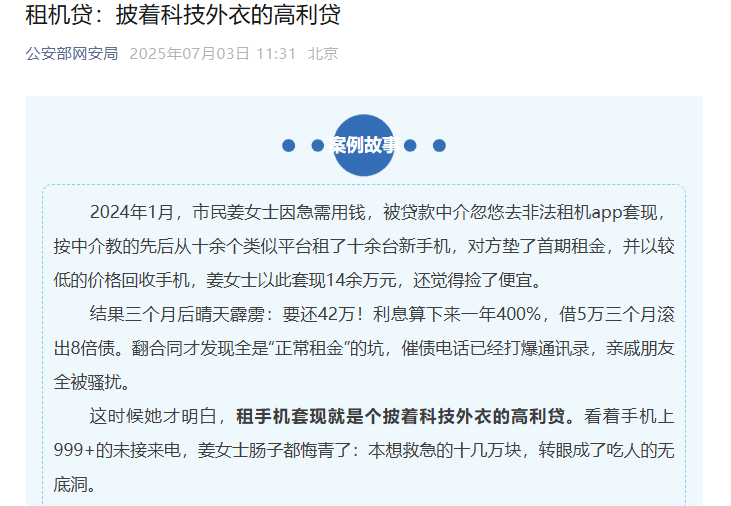 租机贷：披着科技外衣的高利贷
公安部网安局 2025年07月03日 11:31 北京
案例故事
2024年1月，市民姜女士因急需用钱，被贷款中介忽悠去非法租机app套现，
按中介教的先后从十余个类似平台租了十余台新手机，对方垫了首期租金，并以较
低的价格回收手机，姜女士以此套现14余万元，还觉得捡了便宜。
结果三个月后晴天霹雳：要还42万！利息算下来一年400%，借5万三个月滚
出8倍债。翻合同才发现全是“正常租金”的坑，催债电话已经打爆通讯录，亲戚朋友
全被骚扰。
这时候她才明白，租手机套现就是个披着科技外衣的高利贷。看着手机上
999+的未接来电，姜女士肠子都悔青了：本想救急的十几万块，转眼成了吃人的无
底洞。